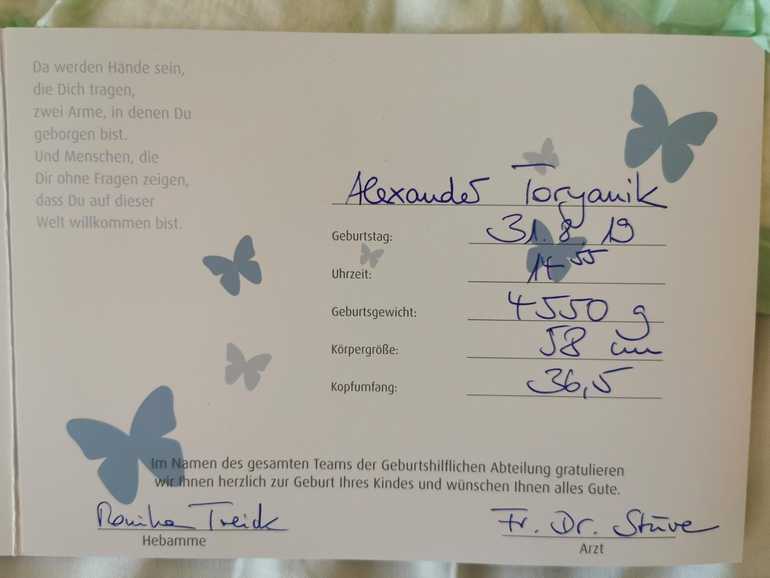 Da werden Hände sein,
die Dich tragen,
zwei Arme, in denen Du
geborgen bist.
Und Menschen, die
Dir ohne Fragen zeigen,
dass Du auf dieser
Welt willkommen bist.
Alexander Toryanik
Geburtstag: 31. 8. 19
Uhrzeit: 14 55
Geburtsgewicht: 4550 g
Körpergröße: 58 cm
Kopfumfang: 36,5
Im Namen des gesamten Teams der Geburtshilflichen Abteilung gratulieren
wir Ihnen herzlich zur Geburt Ihres Kindes und wünschen Ihnen alles Gute.
Monika Treick Fr. Dr. Stüve
Hebamme Arzt